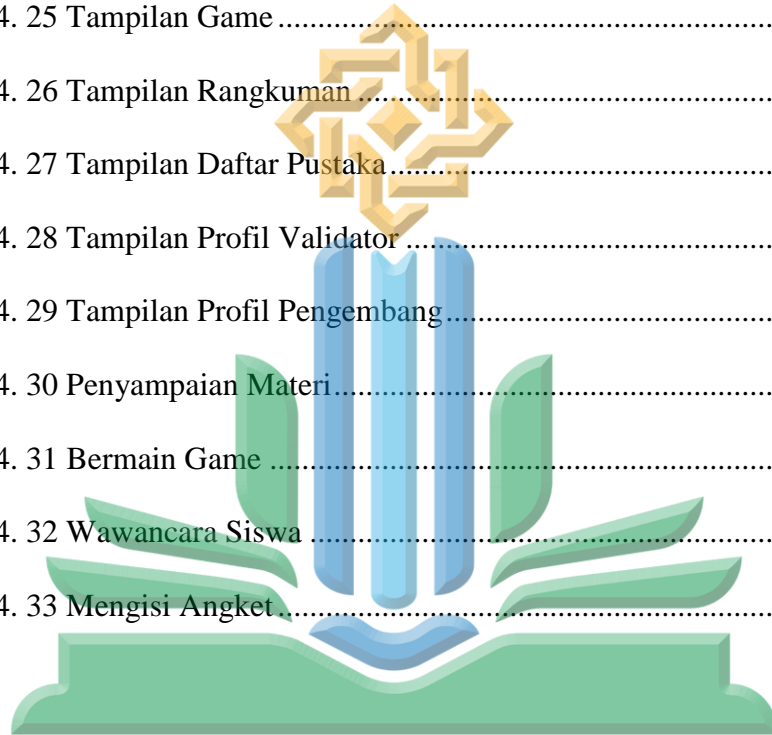 4. 25 Tampilan Game ..............................................................
4. 26 Tampilan Rangkuman ....................................................
4. 27 Tampilan Daftar Pustaka ................................................
4. 28 Tampilan Profil Validator ..............................................
4. 29 Tampilan Profil Pengembang .........................................
4. 30 Penyampaian Materi .......................................................
4. 31 Bermain Game ...............................................................
4. 32 Wawancara Siswa ..........................................................
4. 33 Mengisi Angket ..............................................................